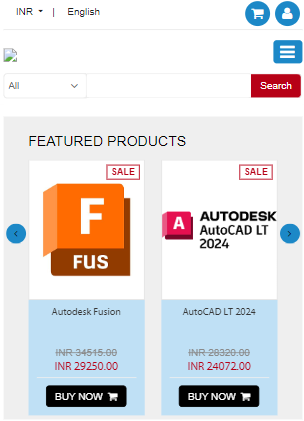 INR | English
All Search
FEATURED PRODUCTS
SALE
F
FUS
Autodesk Fusion
INR 34515.00
INR 29250.00
BUY NOW
SALE
A AUTODESK
AutoCAD LT
2024
AutoCAD LT 2024
INR 28320.00
INR 24072.00
BUY NOW